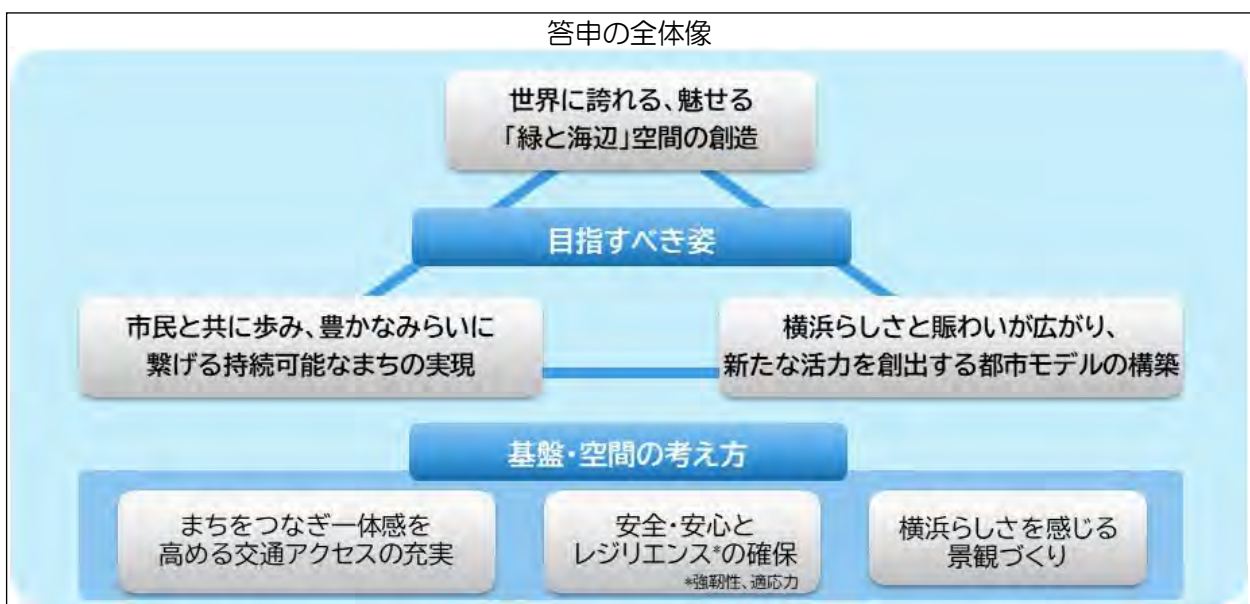 答申の全体像
世界に誇れる、魅せる
「緑と海辺」空間の創造
目指すべき姿
市民と共に歩み、豊かなみらいに
繋げる持続可能なまちの実現
横浜らしさと賑わいが広がり、
新たな活力を創出する都市モデルの構築
基盤・空間の考え方
まちをつなぎ一体感を
高める交通アクセスの充実
安全・安心と
レジリエンス*の確保
*強靭性、適応力
横浜らしさを感じる
景観づくり